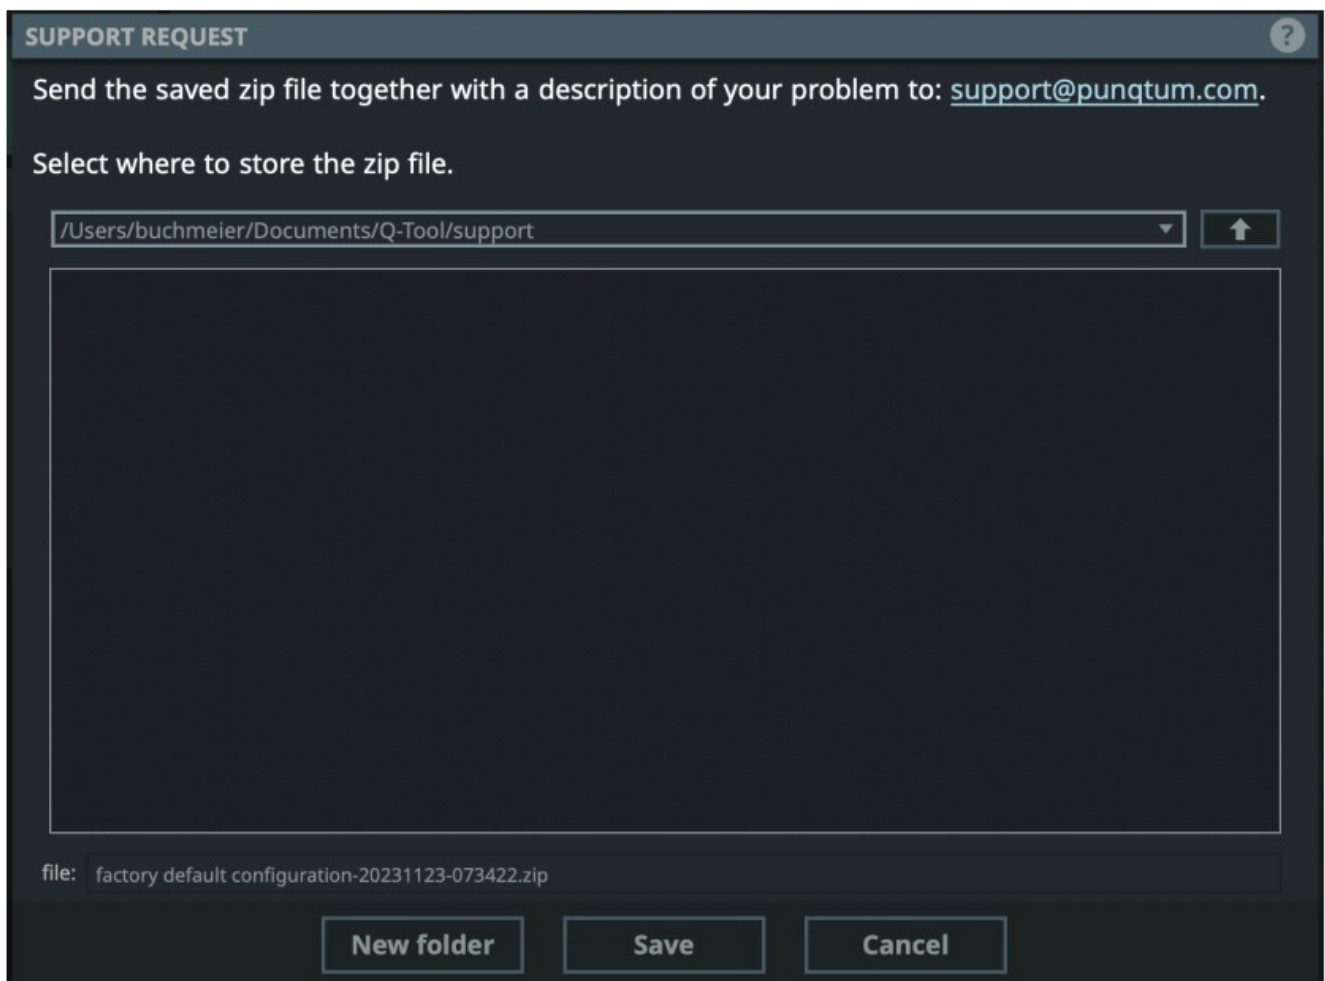 SUPPORT REQUEST
?
Send the saved zip file together with a description of your problem to: support@punqtum.com.
Select where to store the zip file.
/Users/buchmeier/Documents/Q-Tool/support
file: factory default configuration-20231123-073422.zip
New folder Save Cancel